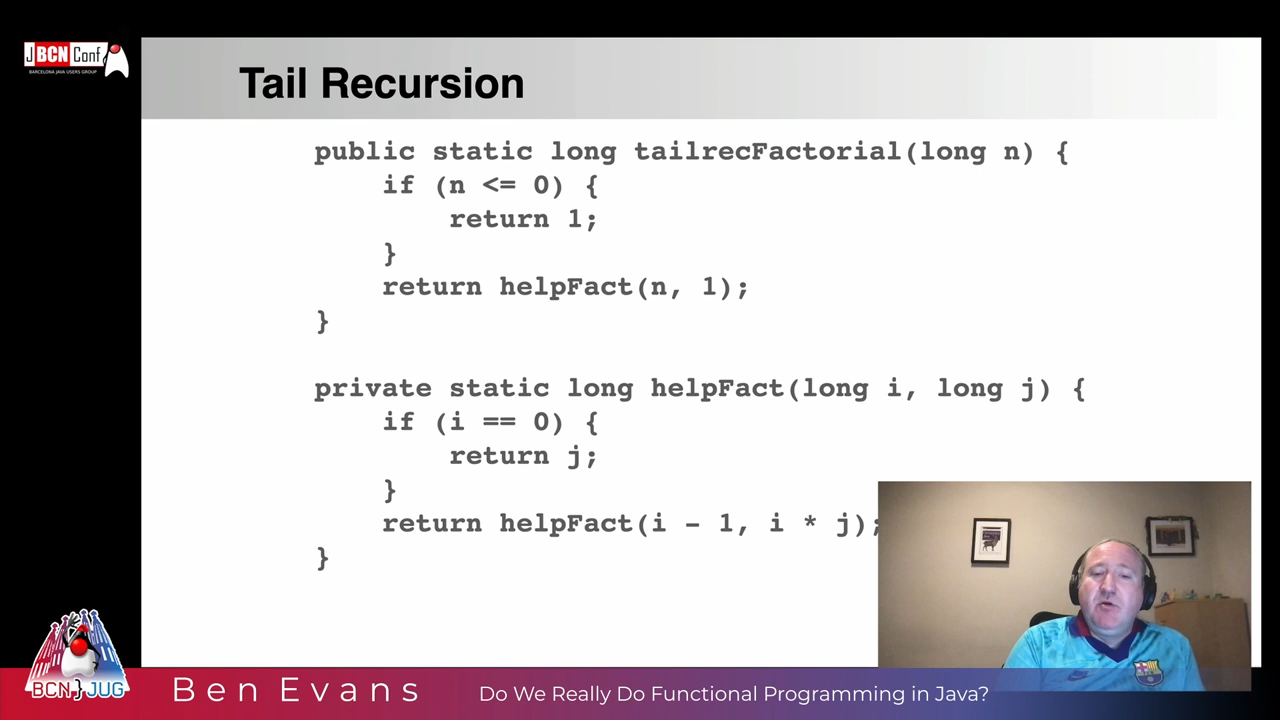 JBCNConf
BARCELONA JAVA USERS GROUP
Tail Recursion
public static long tailrecFactorial(long n) {
if (n <= 0) {
return 1;
}
return helpFact(n, 1);
}
private static long helpFact(long i, long j) {
if (i == 0) {
return j;
}
return helpFact(i - 1, i * j);
}
BCN}JUG
Ben Evans
Do We Really Do Functional Programming in Java?